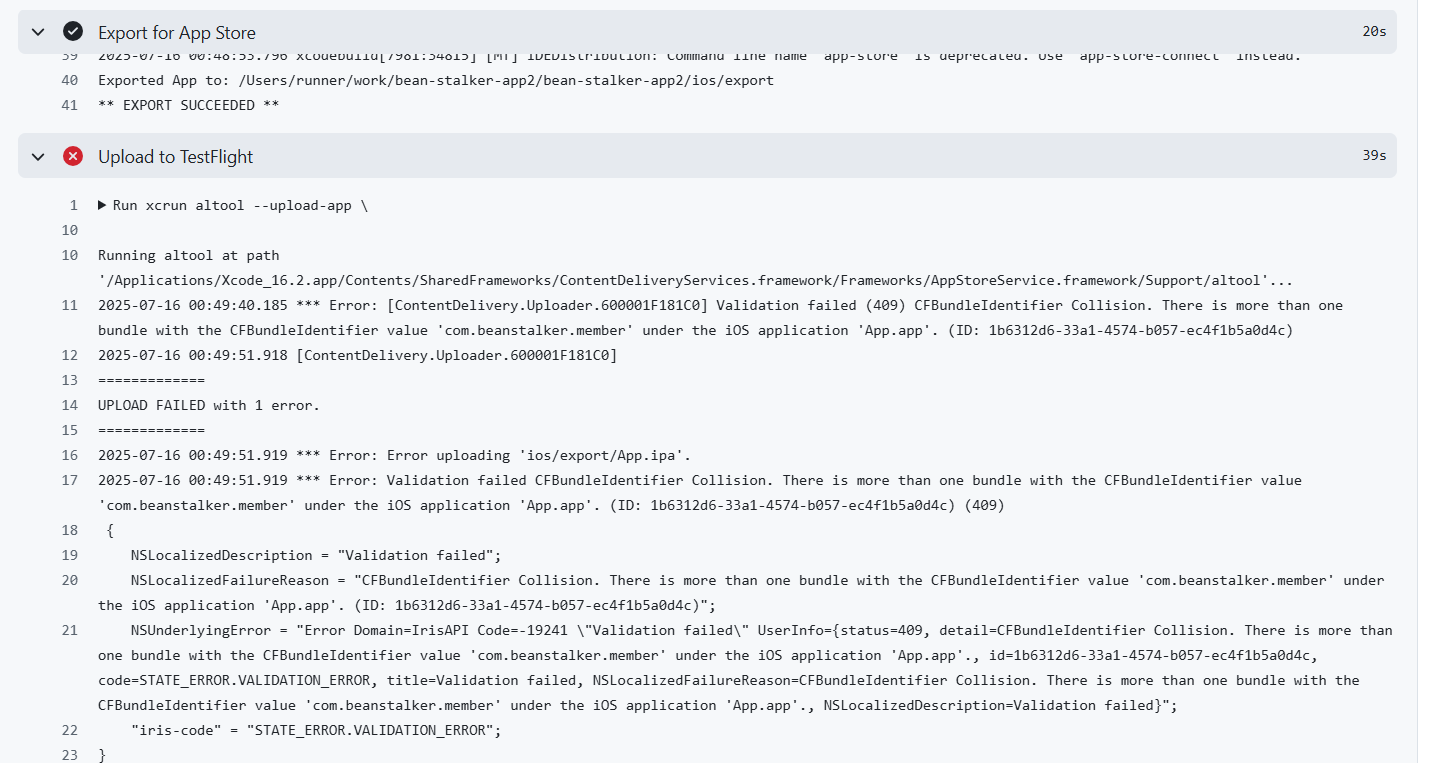 Export for App Store
20s
39 2025-07-16 00:48:53.796 xcodebuild[7981:34815] [MT] IDEDistribution: Command line name "app-store" is deprecated. Use "app-store-connect" instead.
40 Exported App to: /Users/runner/work/bean-stalker-app2/bean-stalker-app2/ios/export
41 ** EXPORT SUCCEEDED **
Upload to TestFlight
39s
1 Run xcrun altool --upload-app \
10
10 Running altool at path
'/Applications/Xcode_16.2.app/Contents/SharedFrameworks/ContentDeliveryServices.framework/Frameworks/AppStoreService.framework/Support/altool'...
11 2025-07-16 00:49:40.185 *** Error: [ContentDelivery.Uploader.600001F181C0] Validation failed (409) CFBundleIdentifier Collision. There is more than one
bundle with the CFBundleIdentifier value 'com.beanstalker.member' under the iOS application 'App.app'. (ID: 1b6312d6-33a1-4574-b057-ec4f1b5a0d4c)
12 2025-07-16 00:49:51.918 [ContentDelivery.Uploader.600001F181C0]
13 =============
14 UPLOAD FAILED with 1 error.
15 =============
16 2025-07-16 00:49:51.919 *** Error: Error uploading 'ios/export/App.ipa'.
17 2025-07-16 00:49:51.919 *** Error: Validation failed CFBundleIdentifier Collision. There is more than one bundle with the CFBundleIdentifier value
'com.beanstalker.member' under the iOS application 'App.app'. (ID: 1b6312d6-33a1-4574-b057-ec4f1b5a0d4c) (409)
18 {
19 NSLocalizedDescription = "Validation failed";
20 NSLocalizedFailureReason = "CFBundleIdentifier Collision. There is more than one bundle with the CFBundleIdentifier value 'com.beanstalker.member' under
the iOS application 'App.app'. (ID: 1b6312d6-33a1-4574-b057-ec4f1b5a0d4c)";
21 NSUnderlyingError = "Error Domain=IrisAPI Code=-19241 \"Validation failed\" UserInfo={status=409, detail=CFBundleIdentifier Collision. There is more than
one bundle with the CFBundleIdentifier value 'com.beanstalker.member' under the iOS application 'App.app'., id=1b6312d6-33a1-4574-b057-ec4f1b5a0d4c,
code=STATE_ERROR.VALIDATION_ERROR, title=Validation failed, NSLocalizedFailureReason=CFBundleIdentifier Collision. There is more than one bundle with the
CFBundleIdentifier value 'com.beanstalker.member' under the iOS application 'App.app'., NSLocalizedDescription=Validation failed}";
22 "iris-code" = "STATE_ERROR.VALIDATION_ERROR";
23 }